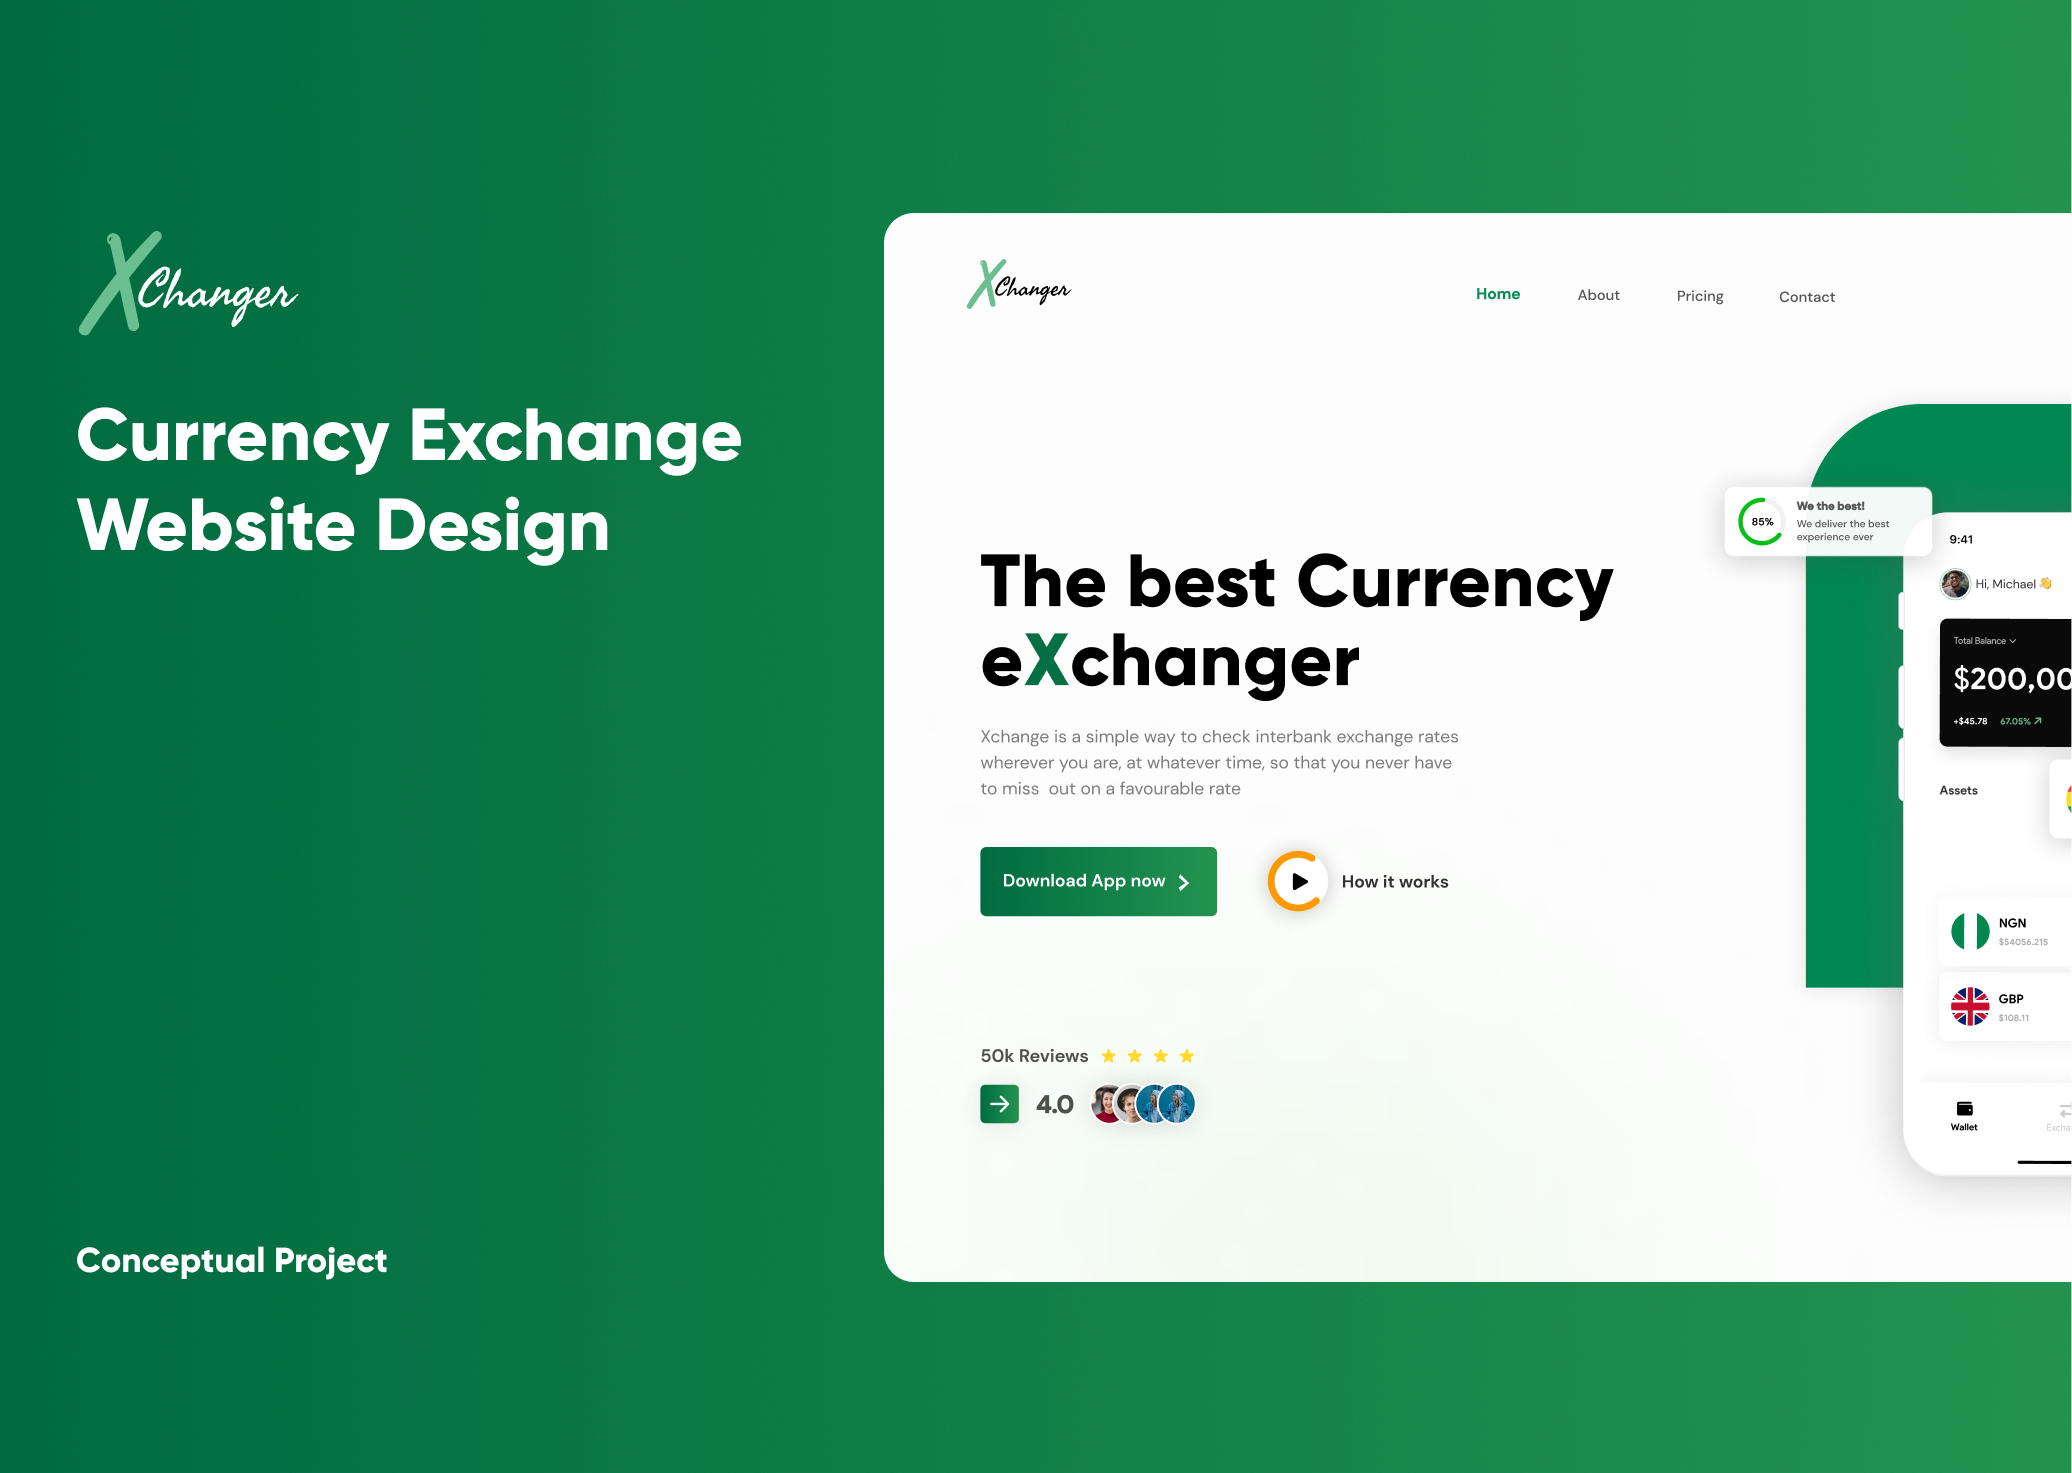 XChanger
Currency Exchange
Website Design
Conceptual Project
XChanger
Home About Pricing Contact
The best Currency
eXchanger
Xchange is a simple way to check interbank exchange rates
wherever you are, at whatever time, so that you never have
to miss out on a favourable rate
Download App now
How it works
50k Reviews
4.0
85%
We the best!
We deliver the best
experience ever
9:41
Hi, Michael 👋
Total Balance
$200,00
+$45.78 67.05%
Assets
NGN
$54056.215
GBP
$108.11
Wallet
Excha